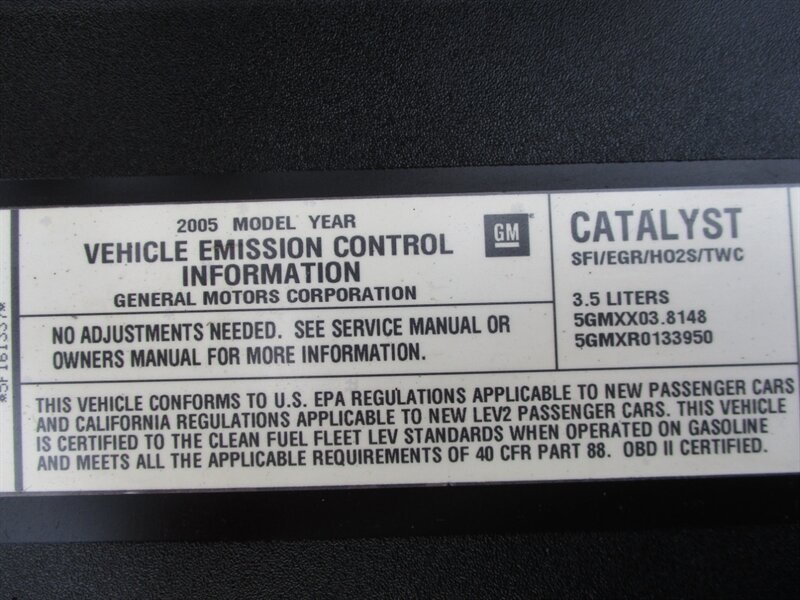 *5F161337*
2005 MODEL YEAR
VEHICLE EMISSION CONTROL
INFORMATION
GENERAL MOTORS CORPORATION
GM
NO ADJUSTMENTS NEEDED. SEE SERVICE MANUAL OR
OWNERS MANUAL FOR MORE INFORMATION.
CATALYST
SFI/EGR/HO2S/TWC
3.5 LITERS
5GMXX03.8148
5GMXR0133950
THIS VEHICLE CONFORMS TO U.S. EPA REGULATIONS APPLICABLE TO NEW PASSENGER CARS
AND CALIFORNIA REGULATIONS APPLICABLE TO NEW LEV2 PASSENGER CARS. THIS VEHICLE
IS CERTIFIED TO THE CLEAN FUEL FLEET LEV STANDARDS WHEN OPERATED ON GASOLINE
AND MEETS ALL THE APPLICABLE REQUIREMENTS OF 40 CFR PART 88. OBD II CERTIFIED.